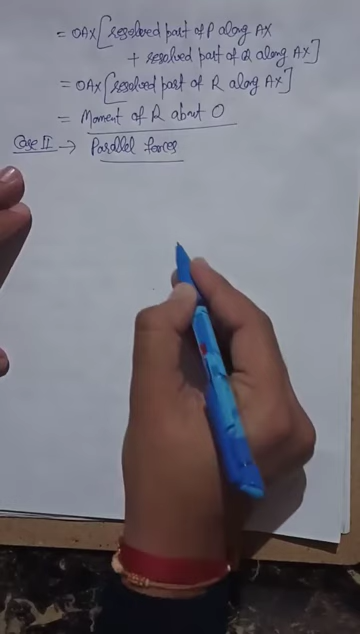 = OA×[resolved part of P along AX
+ resolved part of Q along AX]
= OA×[resolved part of R along AX]
= Moment of R about O
Case II → Parallel forces